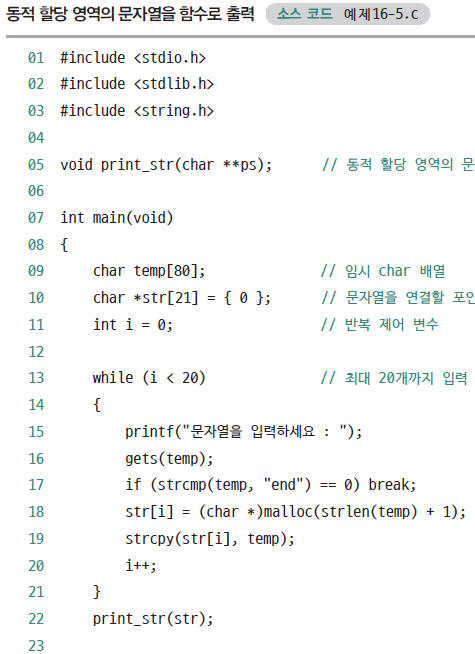 동적 할당 영역의 문자열을 함수로 출력 소스 코드 예제16-5.c
01 #include <stdio.h>
02 #include <stdlib.h>
03 #include <string.h>
04
05 void print_str(char **ps); // 동적 할당 영역의 문
06
07 int main(void)
08 {
09 char temp[80]; // 임시 char 배열
10 char *str[21] = { 0 }; // 문자열을 연결할 포인
11 int i = 0; // 반복 제어 변수
12
13 while (i < 20) // 최대 20개까지 입력
14 {
15 printf("문자열을 입력하세요 : ");
16 gets(temp);
17 if (strcmp(temp, "end") == 0) break;
18 str[i] = (char *)malloc(strlen(temp) + 1);
19 strcpy(str[i], temp);
20 i++;
21 }
22 print_str(str);
23